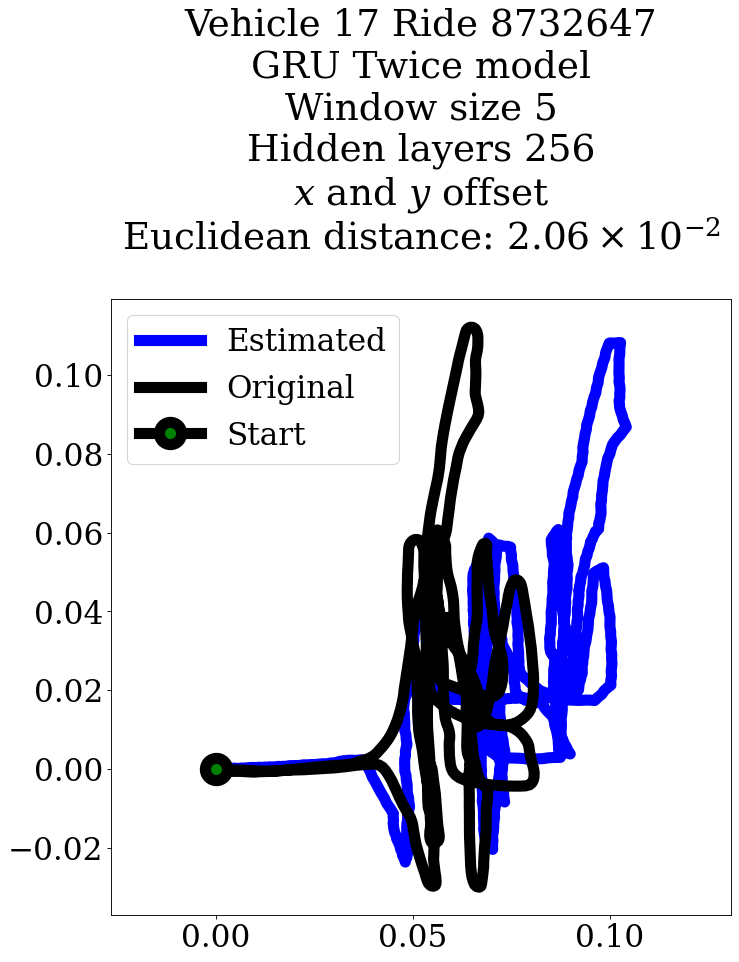 Vehicle 17 Ride 8732647
GRU Twice model
Window size 5
Hidden layers 256
x and y offset
Euclidean distance: 2.06 × 10⁻²
Estimated
Original
Start
0.10
0.08
0.06
0.04
0.02
0.00
−0.02
0.00 0.05 0.10